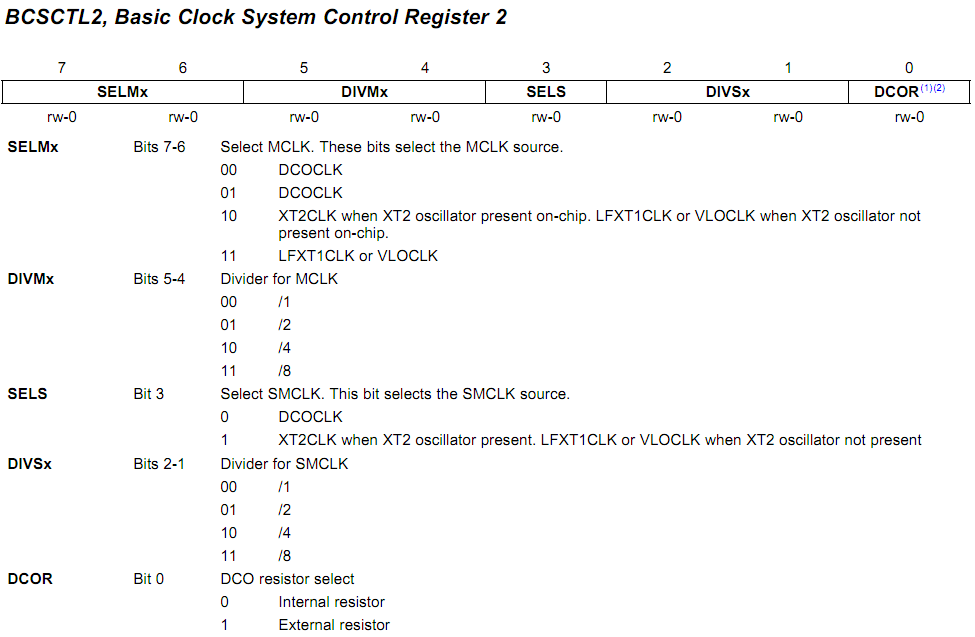 BCSCTL2, Basic Clock System Control Register 2
7 6 5 4 3 2 1 0
SELMx DIVMx SELS DIVSx DCOR(1)(2)
rw-0 rw-0 rw-0 rw-0 rw-0 rw-0 rw-0 rw-0
SELMx Bits 7-6 Select MCLK. These bits select the MCLK source.
00 DCOCLK
01 DCOCLK
10 XT2CLK when XT2 oscillator present on-chip. LFXT1CLK or VLOCLK when XT2 oscillator not
present on-chip.
11 LFXT1CLK or VLOCLK
DIVMx Bits 5-4 Divider for MCLK
00 /1
01 /2
10 /4
11 /8
SELS Bit 3 Select SMCLK. This bit selects the SMCLK source.
0 DCOCLK
1 XT2CLK when XT2 oscillator present. LFXT1CLK or VLOCLK when XT2 oscillator not present
DIVSx Bits 2-1 Divider for SMCLK
00 /1
01 /2
10 /4
11 /8
DCOR Bit 0 DCO resistor select
0 Internal resistor
1 External resistor